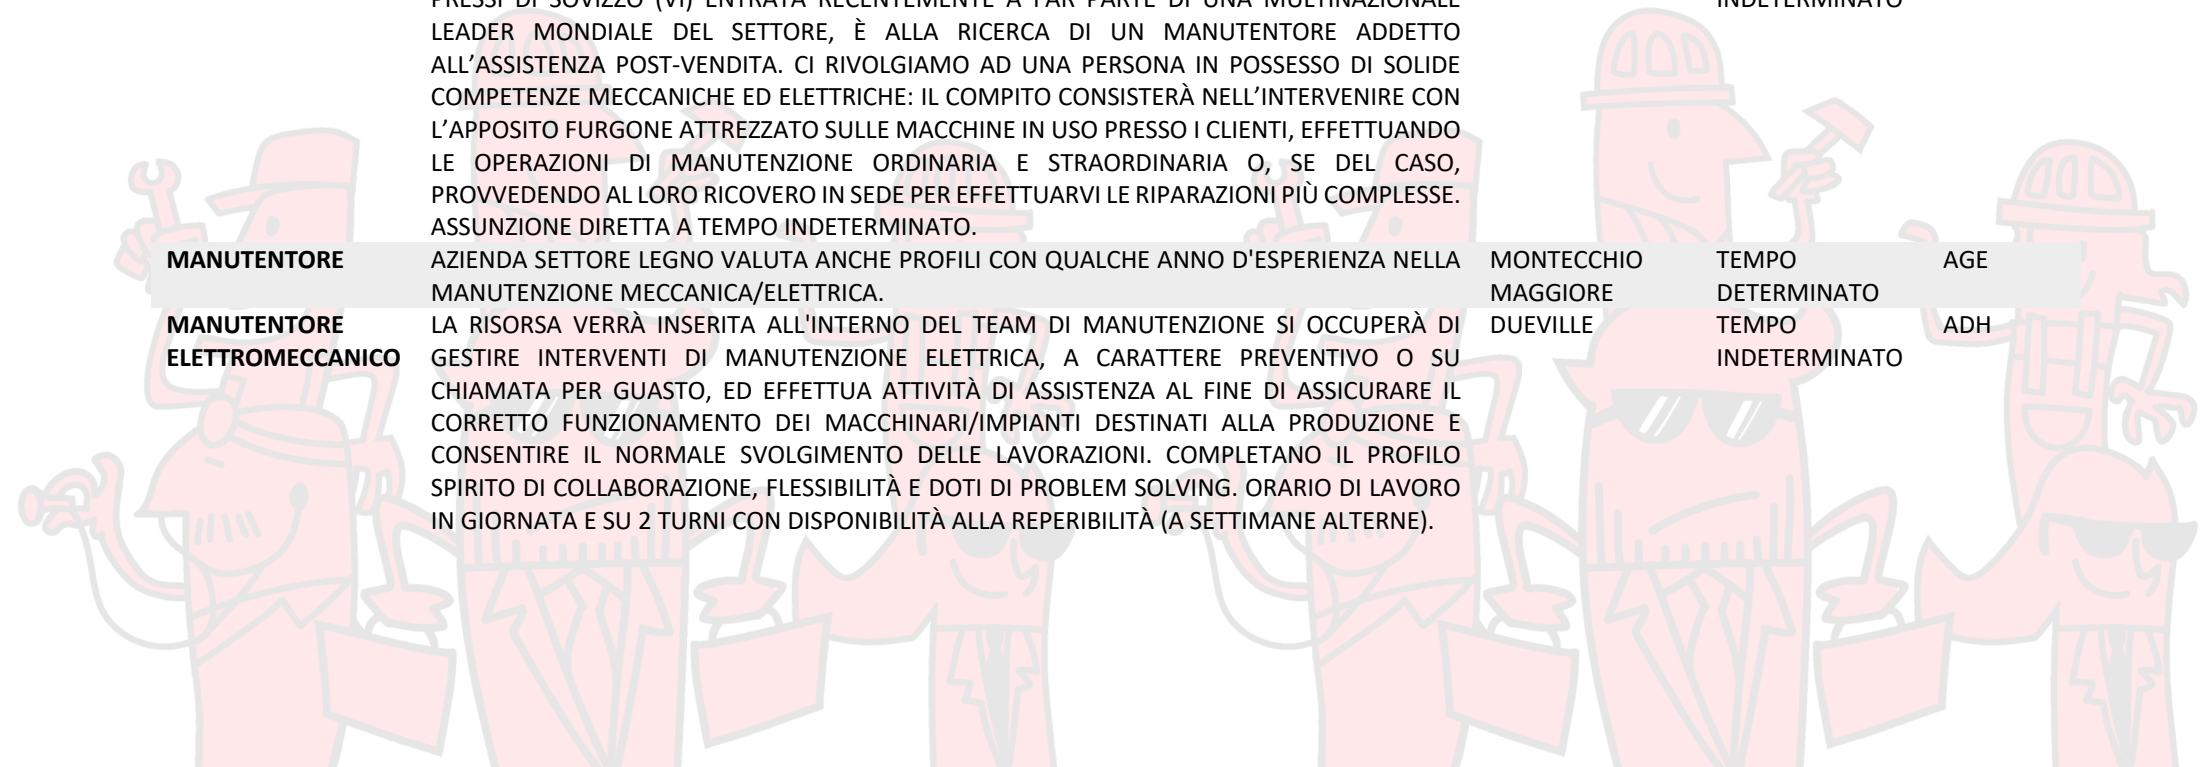 PRESSI DI SOVIZZO (VI) ENTRATA RECENTEMENTE A FAR PARTE DI UNA MULTINAZIONALE INDETERMINATO
LEADER MONDIALE DEL SETTORE, È ALLA RICERCA DI UN MANUTENTORE ADDETTO
ALL’ASSISTENZA POST-VENDITA. CI RIVOLGIAMO AD UNA PERSONA IN POSSESSO DI SOLIDE
COMPETENZE MECCANICHE ED ELETTRICHE: IL COMPITO CONSISTERÀ NELL’INTERVENIRE CON
L’APPOSITO FURGONE ATTREZZATO SULLE MACCHINE IN USO PRESSO I CLIENTI, EFFETTUANDO
LE OPERAZIONI DI MANUTENZIONE ORDINARIA E STRAORDINARIA O, SE DEL CASO,
PROVVEDENDO AL LORO RICOVERO IN SEDE PER EFFETTUARVI LE RIPARAZIONI PIÙ COMPLESSE.
ASSUNZIONE DIRETTA A TEMPO INDETERMINATO.
MANUTENTORE AZIENDA SETTORE LEGNO VALUTA ANCHE PROFILI CON QUALCHE ANNO D'ESPERIENZA NELLA MONTECCHIO TEMPO AGE
MANUTENZIONE MECCANICA/ELETTRICA. MAGGIORE DETERMINATO
MANUTENTORE LA RISORSA VERRÀ INSERITA ALL'INTERNO DEL TEAM DI MANUTENZIONE SI OCCUPERÀ DI DUEVILLE TEMPO ADH
ELETTROMECCANICO GESTIRE INTERVENTI DI MANUTENZIONE ELETTRICA, A CARATTERE PREVENTIVO O SU INDETERMINATO
CHIAMATA PER GUASTO, ED EFFETTUA ATTIVITÀ DI ASSISTENZA AL FINE DI ASSICURARE IL
CORRETTO FUNZIONAMENTO DEI MACCHINARI/IMPIANTI DESTINATI ALLA PRODUZIONE E
CONSENTIRE IL NORMALE SVOLGIMENTO DELLE LAVORAZIONI. COMPLETANO IL PROFILO
SPIRITO DI COLLABORAZIONE, FLESSIBILITÀ E DOTI DI PROBLEM SOLVING. ORARIO DI LAVORO
IN GIORNATA E SU 2 TURNI CON DISPONIBILITÀ ALLA REPERIBILITÀ (A SETTIMANE ALTERNE).